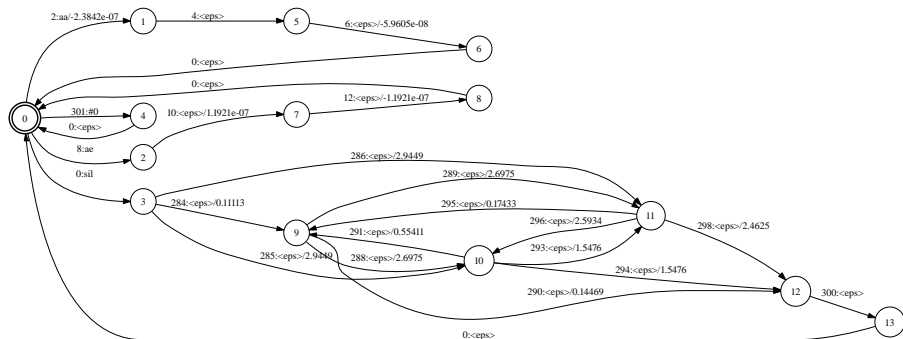 2:aa/-2.3842e-07
1
4:<eps>
5
6:<eps>/-5.9605e-08
6
0:<eps>
0:<eps>
8
12:<eps>/-1.1921e-07
7
10:<eps>/1.1921e-07
0
301:#0
4
0:<eps>
8:ae
2
0:sil
3
286:<eps>/2.9449
289:<eps>/2.6975
284:<eps>/0.11113
295:<eps>/0.17433
11
9
296:<eps>/2.5934
298:<eps>/2.4625
291:<eps>/0.55411
293:<eps>/1.5476
285:<eps>/2.9449
288:<eps>/2.6975
10
294:<eps>/1.5476
290:<eps>/0.14469
12
300:<eps>
13
0:<eps>